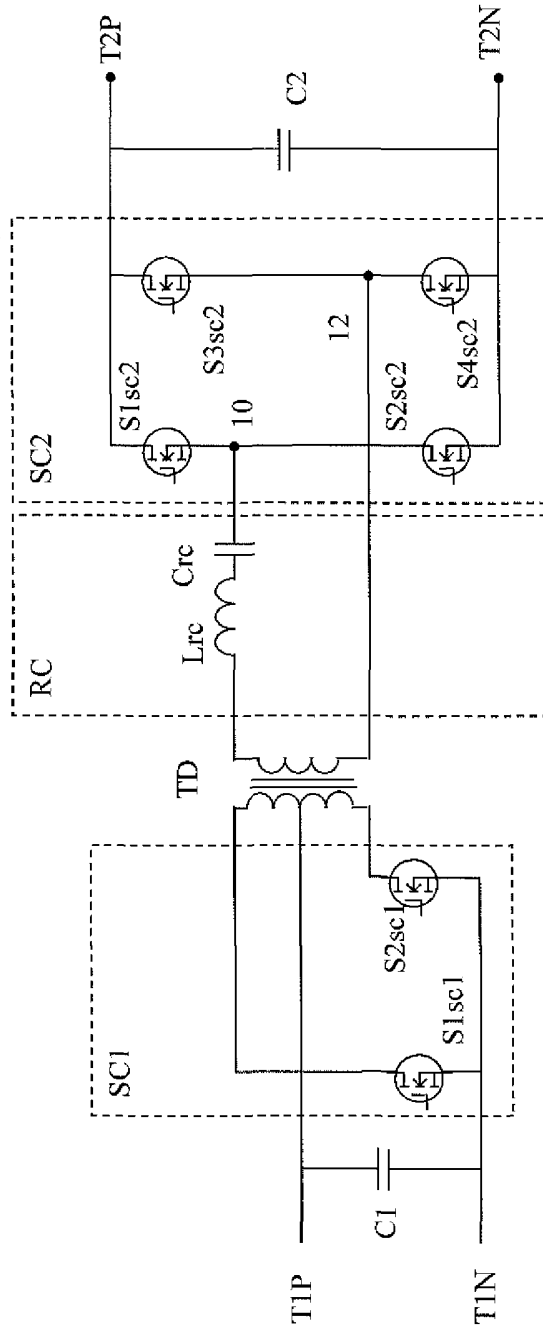 SC1
RC
SC2
TD
T1P
T1N
C1
S1sc1
S2sc1
Lrc
Crc
10
12
S1sc2
S3sc2
S2sc2
S4sc2
C2
T2P
T2N